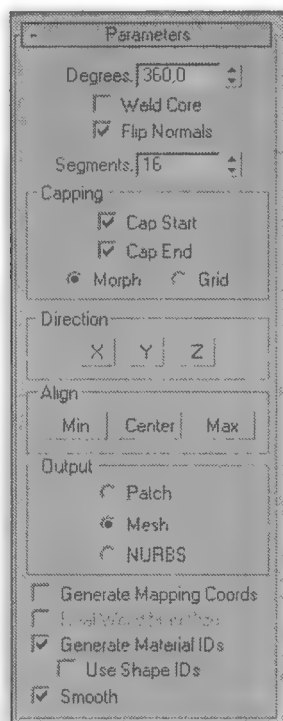 - Parameters
Degrees: 360,0
Weld Core
Flip Normals
Segments: 16
Capping
Cap Start
Cap End
Morph Grid
Direction
X Y Z
Align
Min Center Max
Output
Patch
Mesh
NURBS
Generate Mapping Coords
Generate Material IDs
Use Shape IDs
Smooth